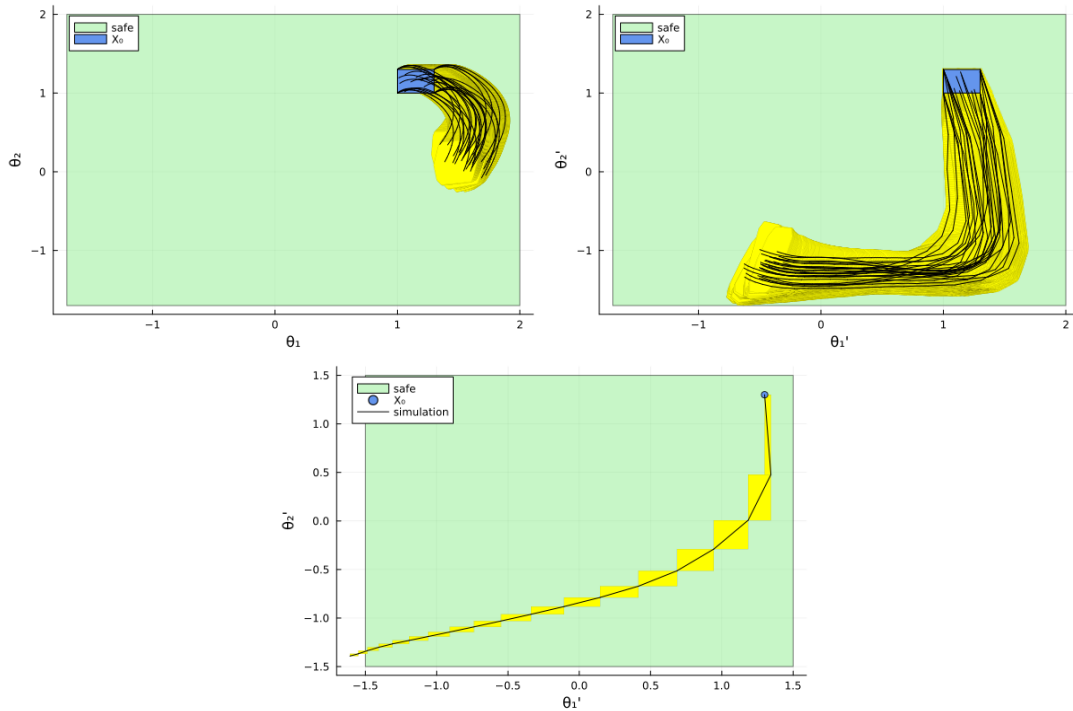 2
1
0
−1
θ₂
−1
0
1
2
θ₁
safe
X₀
2
1
0
−1
θ₂'
−1
0
1
2
θ₁'
safe
X₀
1.5
1.0
0.5
0.0
−0.5
−1.0
−1.5
θ₂'
−1.5
−1.0
−0.5
0.0
0.5
1.0
1.5
θ₁'
safe
X₀
simulation